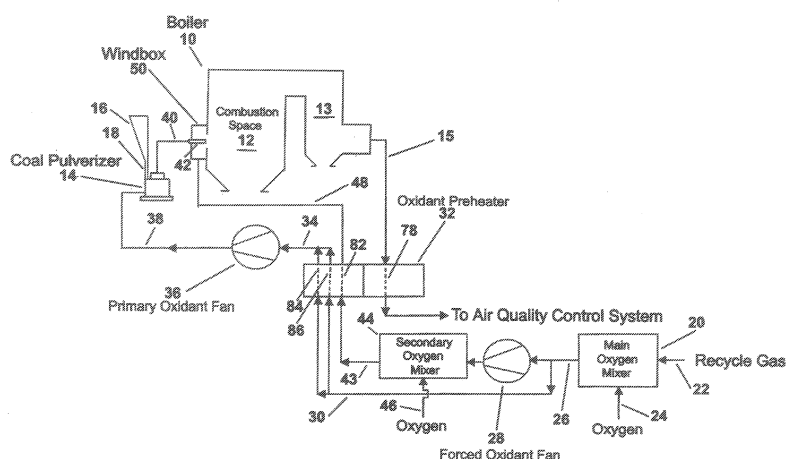 Boiler
10
Windbox
50
16
40
18
Combustion
Space
12
13
15
42
Coal Pulverizer
14
48
Oxidant Preheater
32
38
34
82
78
36
Primary Oxidant Fan
84
86
44
To Air Quality Control System
20
Secondary
Oxygen
Mixer
Main
Oxygen
Mixer
Recycle Gas
22
43
30
46
Oxygen
28
Forced Oxidant Fan
26
24
Oxygen